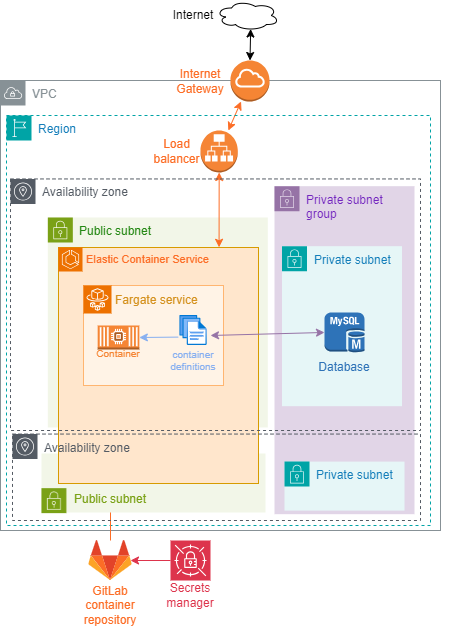 Internet
Internet
Gateway
VPC
Region
Load
balancer
Availability zone
Private subnet
group
Public subnet
Elastic Container Service
Private subnet
Fargate service
MySQL
M
Container
container
definitions
Database
Availability zone
Private subnet
Public subnet
GitLab
container
repository
Secrets
manager